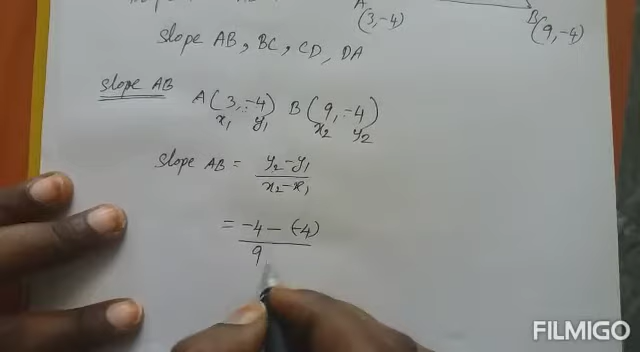 A
(3,-4)
B
(9,-4)
slope AB, BC, CD, DA
slope AB
A(3,-4) B(9,-4)
x₁ y₁ x₂ y₂
slope AB = y₂-y₁
x₂-x₁
= -4-(-4)
9
FILMIGO